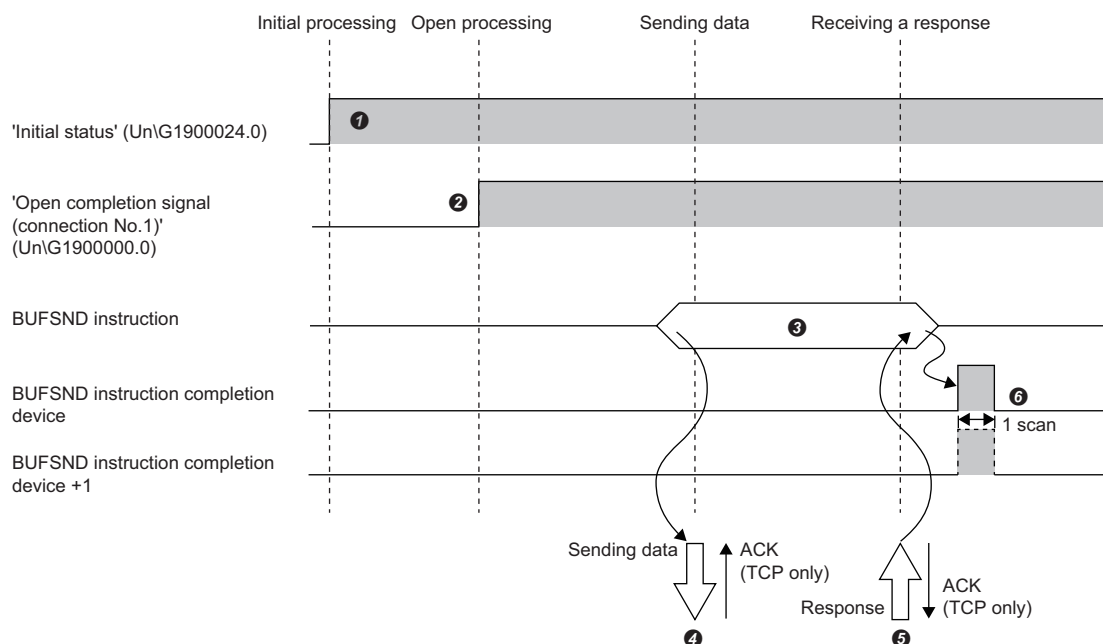 Initial processing Open processing Sending data Receiving a response
❶
'Initial status' (Un\G1900024.0)
'Open completion signal
❷
(connection No.1)'
(Un\G1900000.0)
BUFSND instruction
❸
BUFSND instruction completion
device
❻
1 scan
BUFSND instruction completion
device +1
Sending data
ACK
(TCP only)
Response
ACK
(TCP only)
❹ ❺